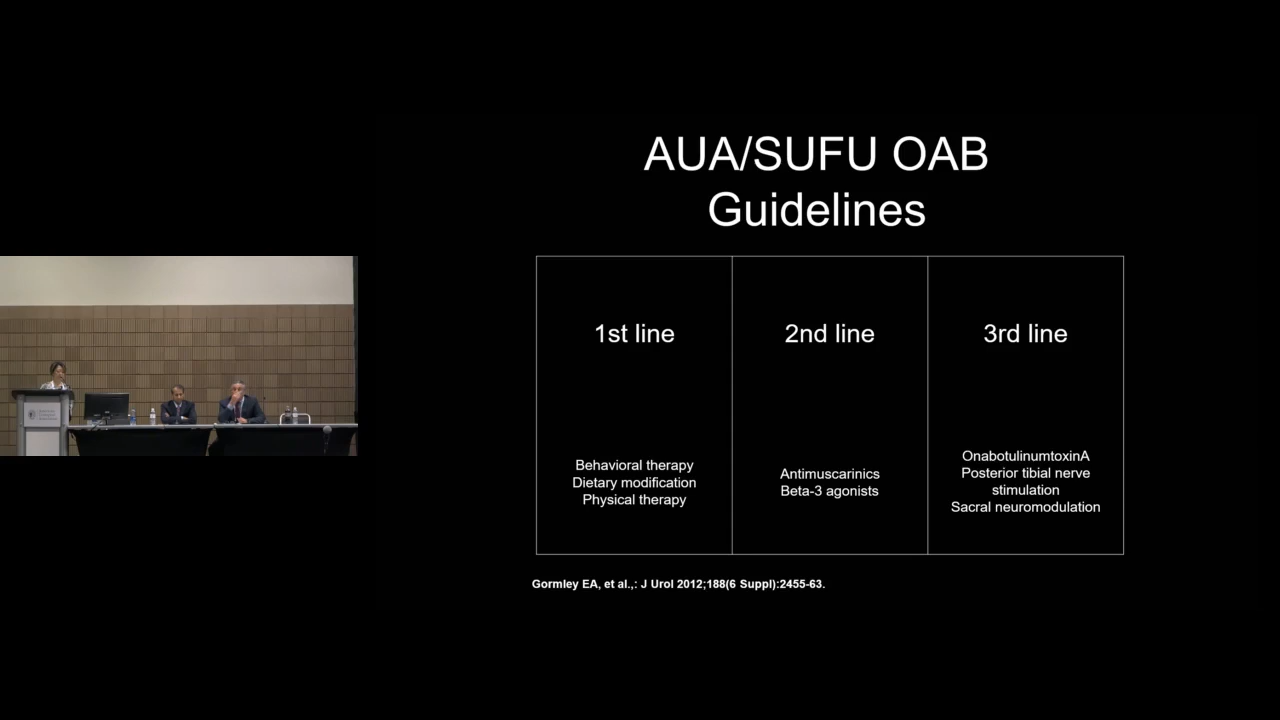 AUA/SUFU OAB
Guidelines
1st line
2nd line
3rd line
Behavioral therapy
Dietary modification
Physical therapy
Antimuscarinics
Beta-3 agonists
OnabotulinumtoxinA
Posterior tibial nerve
stimulation
Sacral neuromodulation
Gormley EA, et al.,: J Urol 2012;188(6 Suppl):2455-63.